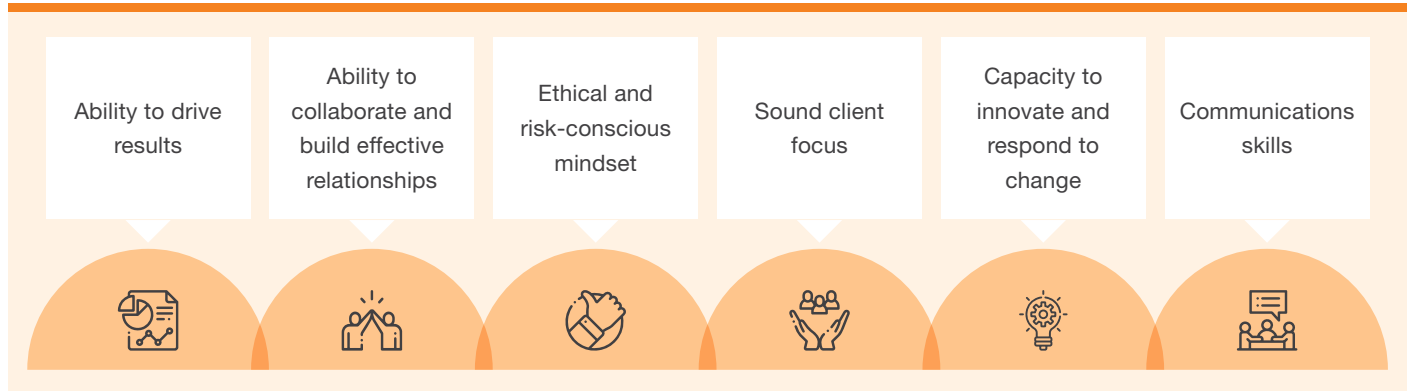 Ability to drive
results
Ability to
collaborate and
build effective
relationships
Ethical and
risk-conscious
mindset
Sound client
focus
Capacity to
innovate and
respond to
change
Communications
skills